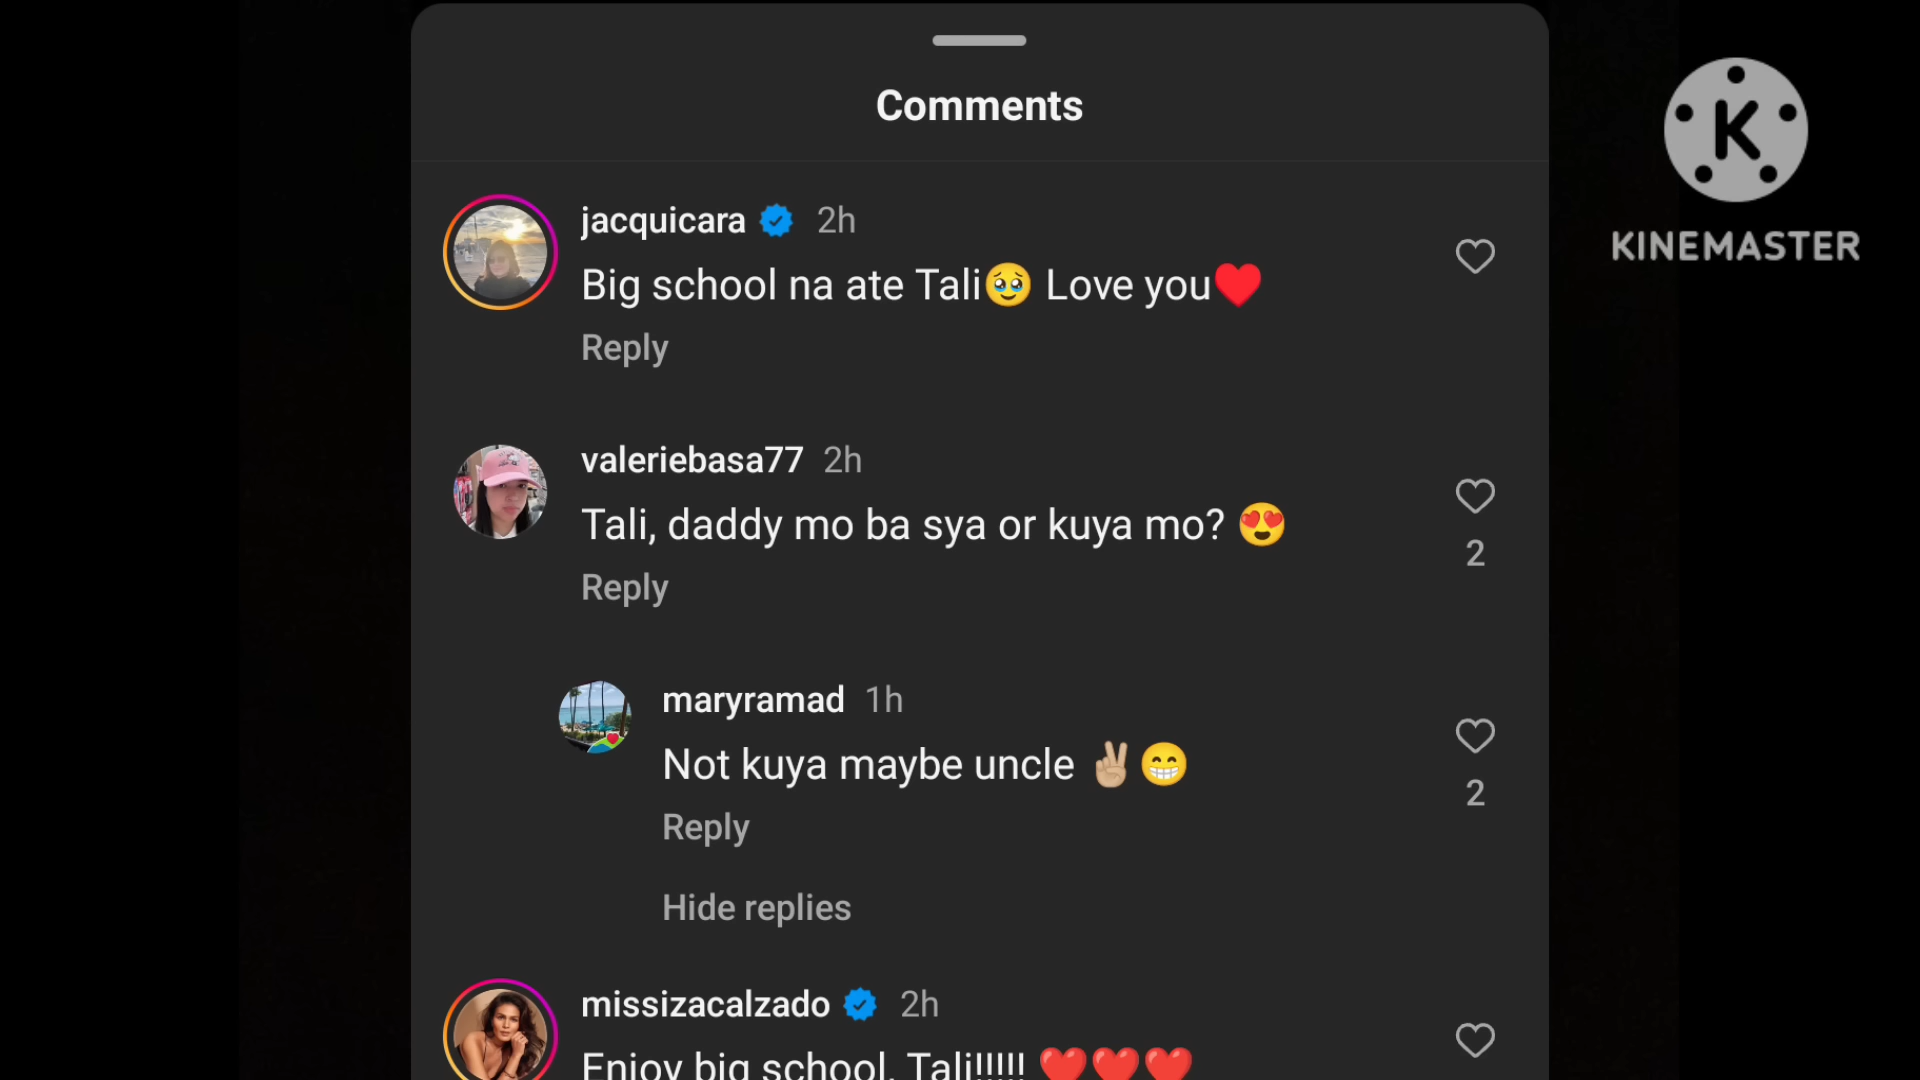 Comments
K
KINEMASTER
jacquicara 2h
Big school na ate Tali🥹 Love you❤️
Reply
valeriebasa77 2h
Tali, daddy mo ba sya or kuya mo? 😍
2
Reply
maryramad 1h
Not kuya maybe uncle ✌🏼😁
2
Reply
Hide replies
missizacalzado 2h
Enjoy big school, Tali!!!!! ❤️❤️❤️